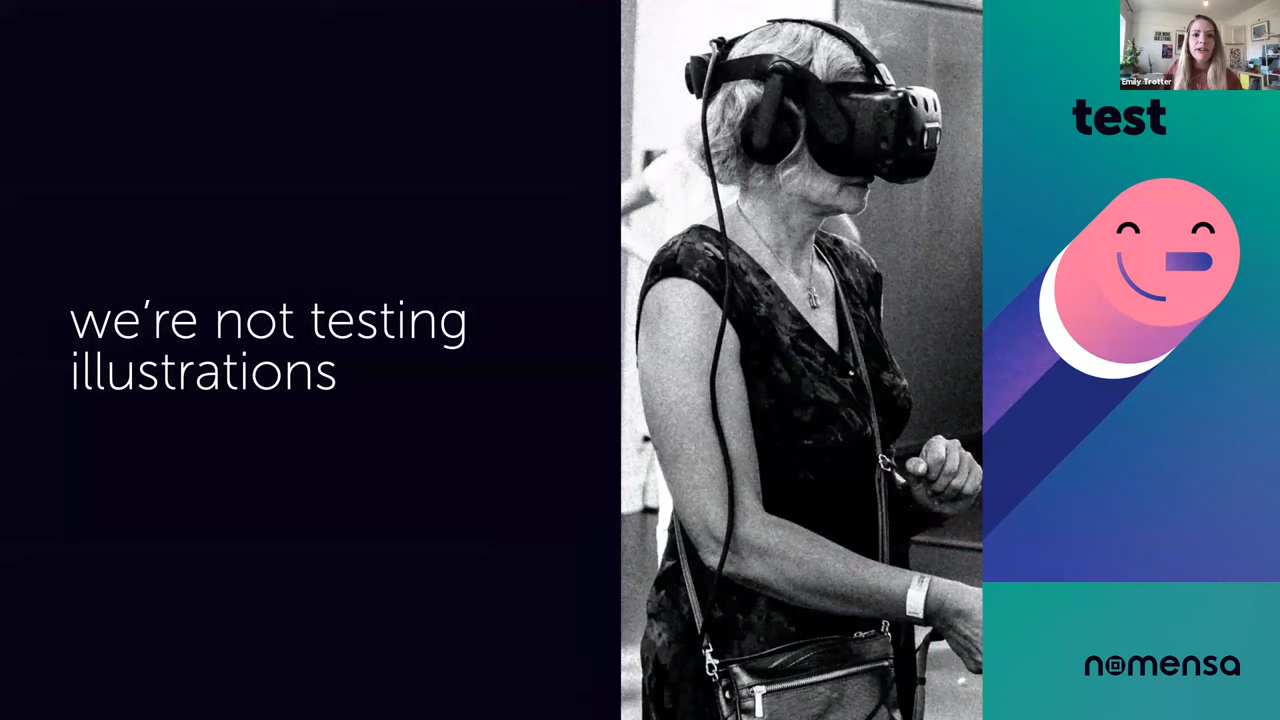 we're not testing
illustrations
Emily Trotter
test
nomensa